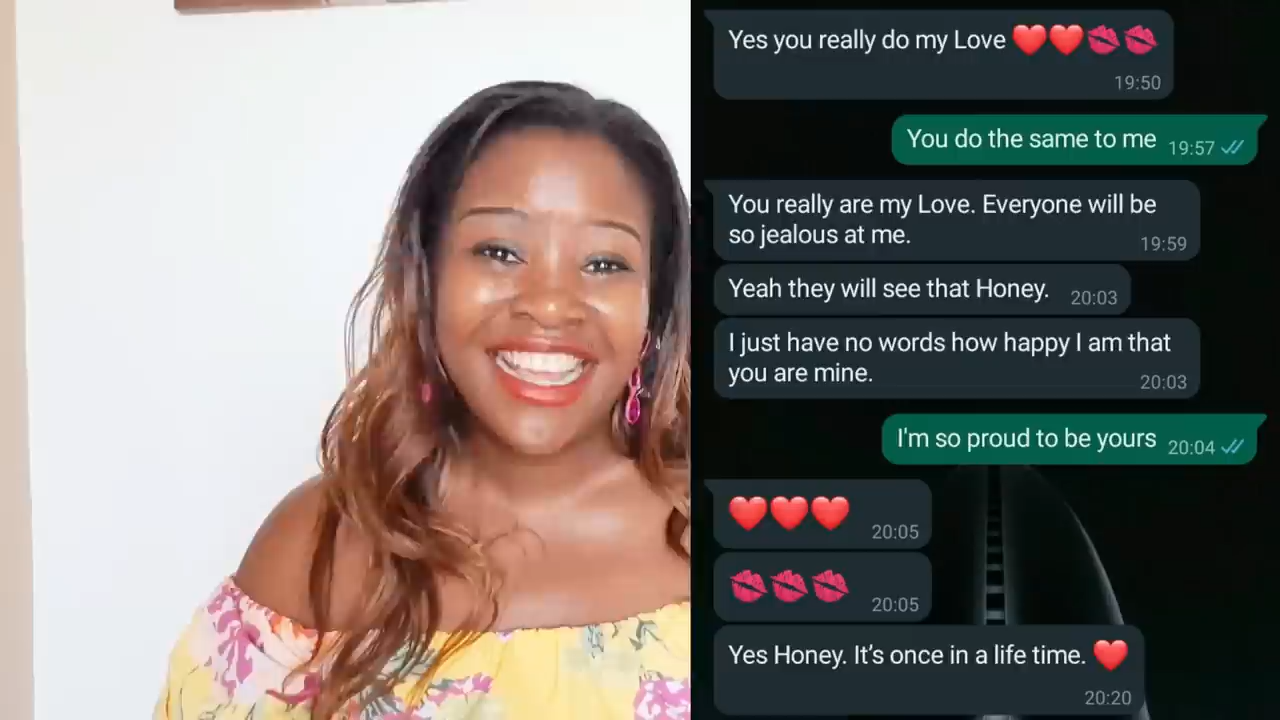 Yes you really do my Love ❤️❤️💋💋
19:50
You do the same to me 19:57
You really are my Love. Everyone will be
so jealous at me. 19:59
Yeah they will see that Honey. 20:03
I just have no words how happy I am that
you are mine. 20:03
I'm so proud to be yours 20:04
❤️❤️❤️ 20:05
💋💋💋 20:05
Yes Honey. It's once in a life time. ❤️
20:20